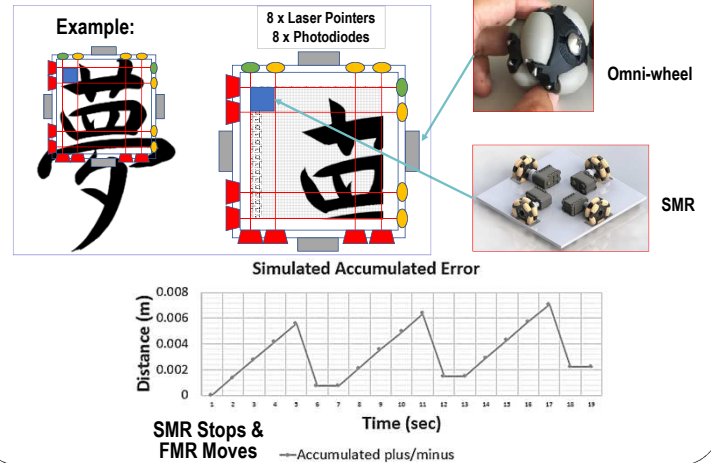 Example:
8 x Laser Pointers
8 x Photodiodes
Omni-wheel
夢
SMR
Simulated Accumulated Error
Distance (m)
0.008
0.006
0.004
0.002
0
1 2 3 4 5 6 7 8 9 10 11 12 13 14 15 16 17 18 19
Time (sec)
SMR Stops &
FMR Moves
Accumulated plus/minus